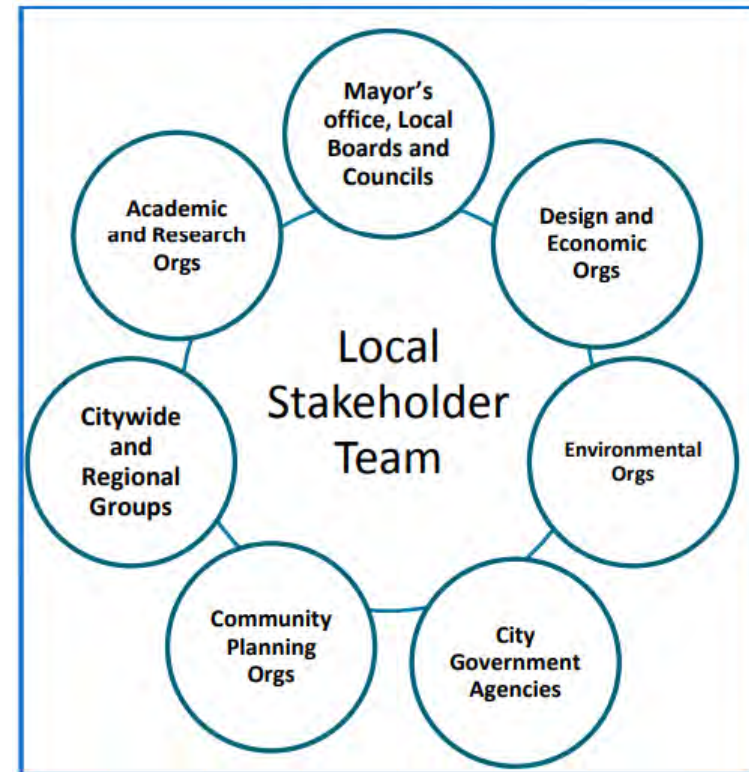 Mayor's
office, Local
Boards and
Councils
Design and
Economic
Orgs
Environmental
Orgs
City
Government
Agencies
Community
Planning
Orgs
Citywide
and
Regional
Groups
Academic
and Research
Orgs
Local
Stakeholder
Team